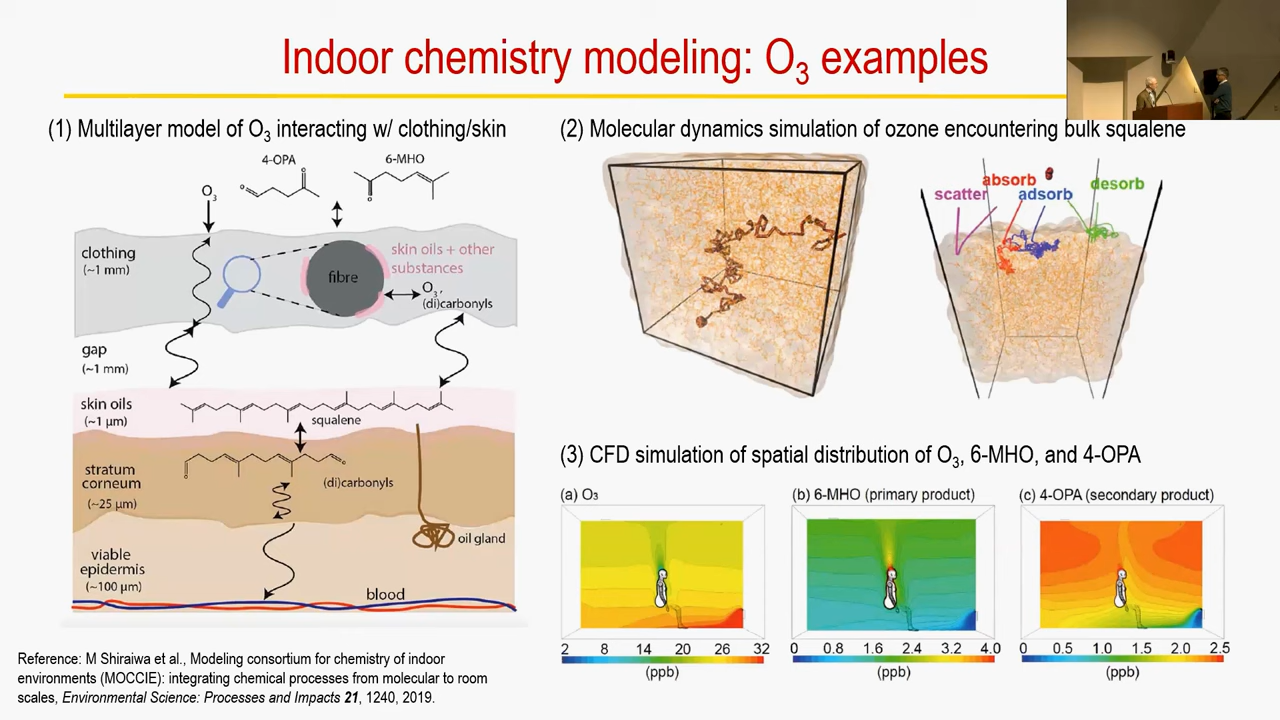 Indoor chemistry modeling: O3 examples
(1) Multilayer model of O3 interacting w/ clothing/skin
4-OPA
6-MHO
O3
clothing
(~1 mm)
skin oils + other
substances
fibre
O3,
(di)carbonyls
gap
(~1 mm)
skin oils
(~1 µm)
squalene
stratum
corneum
(~25 µm)
(di)carbonyls
oil gland
viable
epidermis
(~100 µm)
blood
Reference: M Shiraiwa et al., Modeling consortium for chemistry of indoor
environments (MOCCIE): integrating chemical processes from molecular to room
scales, Environmental Science: Processes and Impacts 21, 1240, 2019.
(2) Molecular dynamics simulation of ozone encountering bulk squalene
scatter
absorb
adsorb
desorb
(3) CFD simulation of spatial distribution of O3, 6-MHO, and 4-OPA
(a) O3
2 8 14 20 26 32
(ppb)
(b) 6-MHO (primary product)
0 0.8 1.6 2.4 3.2 4.0
(ppb)
(c) 4-OPA (secondary product)
0 0.5 1.0 1.2 2.0 2.5
(ppb)